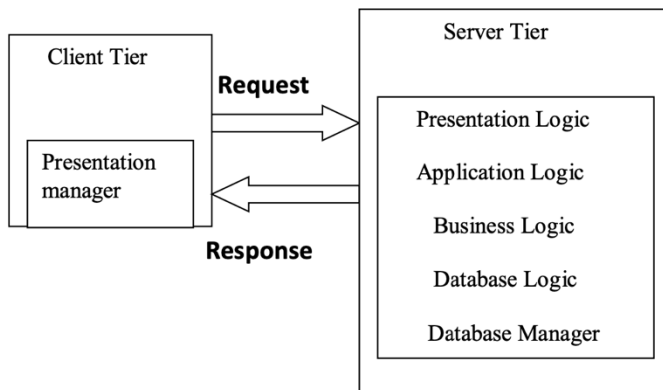 Client Tier
Request
Presentation
manager
Response
Server Tier
Presentation Logic
Application Logic
Business Logic
Database Logic
Database Manager